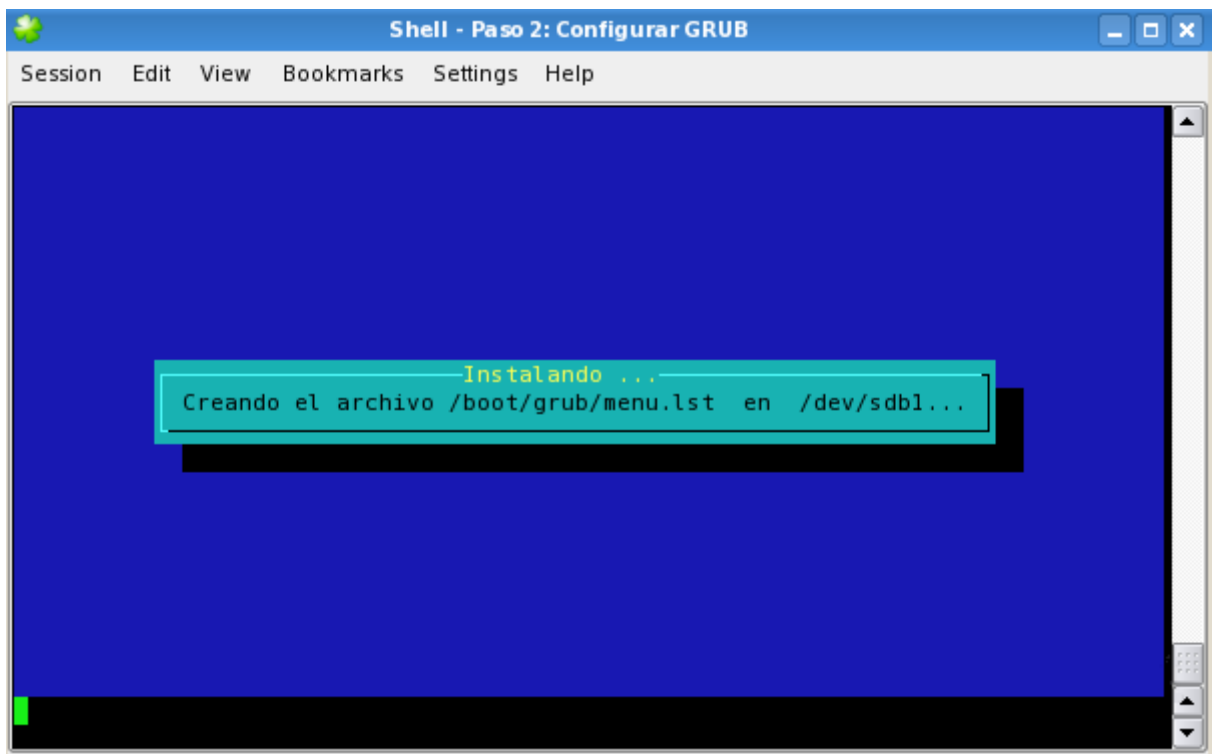 Shell - Paso 2: Configurar GRUB
Session Edit View Bookmarks Settings Help
Instalando ...
Creando el archivo /boot/grub/menu.lst en /dev/sdb1...